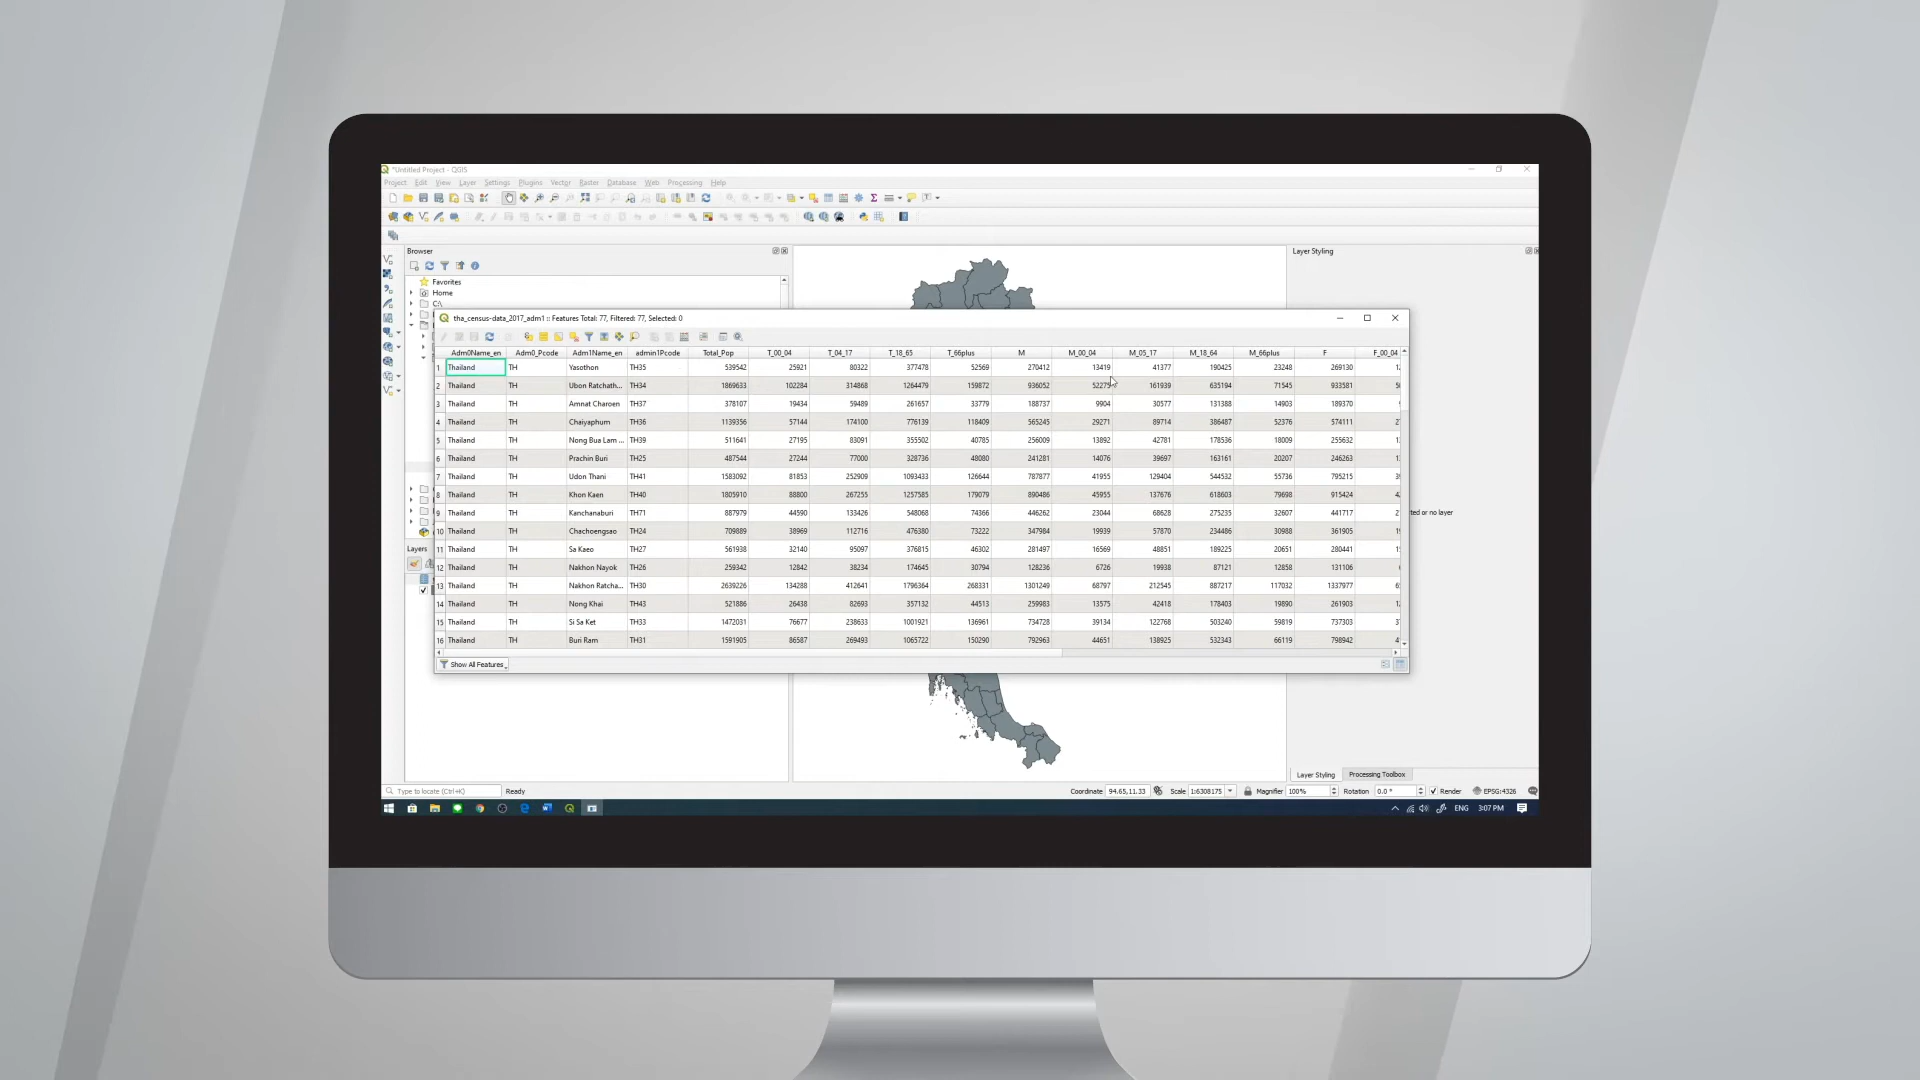 *Untitled Project - QGIS
Project Edit View Layer Settings Plugins Vector Raster Database Web Processing Help
Browser
Layer Styling
Favorites
Home
C:\
tha_census-data_2017_adm1 :: Features Total: 77, Filtered: 77, Selected: 0
Adm0Name_en Adm0_Pcode Adm1Name_en admin1Pcode Total_Pop T_00_04 T_04_17 T_18_65 T_66plus M M_00_04 M_05_17 M_18_64 M_66plus F F_00_04
1 Thailand TH Yasothon TH35 539542 25921 80322 377478 52569 270412 13419 41377 190425 23248 269130
2 Thailand TH Ubon Ratchath... TH34 1869633 102284 314868 1264479 159872 936052 52275 161939 635194 71545 933581
3 Thailand TH Amnat Charoen TH37 378107 19434 59489 261657 33779 188737 9904 30577 131388 14903 189370
4 Thailand TH Chaiyaphum TH36 1139356 57144 174100 776139 118409 565245 29271 89714 386487 52376 574111
5 Thailand TH Nong Bua Lam ... TH39 511641 27195 83091 355502 40785 256009 13892 42781 178536 18009 255632
6 Thailand TH Prachin Buri TH25 487544 27244 77000 328736 48080 241281 14076 39697 163161 20207 246263
7 Thailand TH Udon Thani TH41 1583092 81853 252909 1093433 126644 787877 41955 129404 544532 55736 795215
8 Thailand TH Khon Kaen TH40 1805910 88800 267255 1257585 179079 890486 45955 137676 618603 79698 915424
9 Thailand TH Kanchanaburi TH71 887979 44590 133426 548068 74366 446262 23044 68628 275235 32607 441717
10 Thailand TH Chachoengsao TH24 709889 38969 112716 476380 73222 347984 19939 57870 234486 30988 361905
11 Thailand TH Sa Kaeo TH27 561938 32140 95097 376815 46302 281497 16569 48851 189225 20651 280441
12 Thailand TH Nakhon Nayok TH26 259342 12842 38234 174645 30794 128236 6726 19938 87121 12858 131106
13 Thailand TH Nakhon Ratcha... TH30 2639226 134288 412641 1796364 268331 1301249 68797 212545 887217 117032 1337977
14 Thailand TH Nong Khai TH43 521886 26438 82693 357132 44513 259983 13575 42418 178403 19890 261903
15 Thailand TH Si Sa Ket TH33 1472031 76677 238633 1001921 136961 734728 39134 122768 503240 59819 737303
16 Thailand TH Buri Ram TH31 1591905 86587 269493 1065722 150290 792963 44651 138925 532343 66119 798942
Show All Features
or no layer
Layers
Layer Styling Processing Toolbox
Type to locate (Ctrl+K) Ready Coordinate 94.65,11.33 Scale 1:6308175 Magnifier 100% Rotation 0.0 ° Render EPSG:4326
ENG 3:07 PM